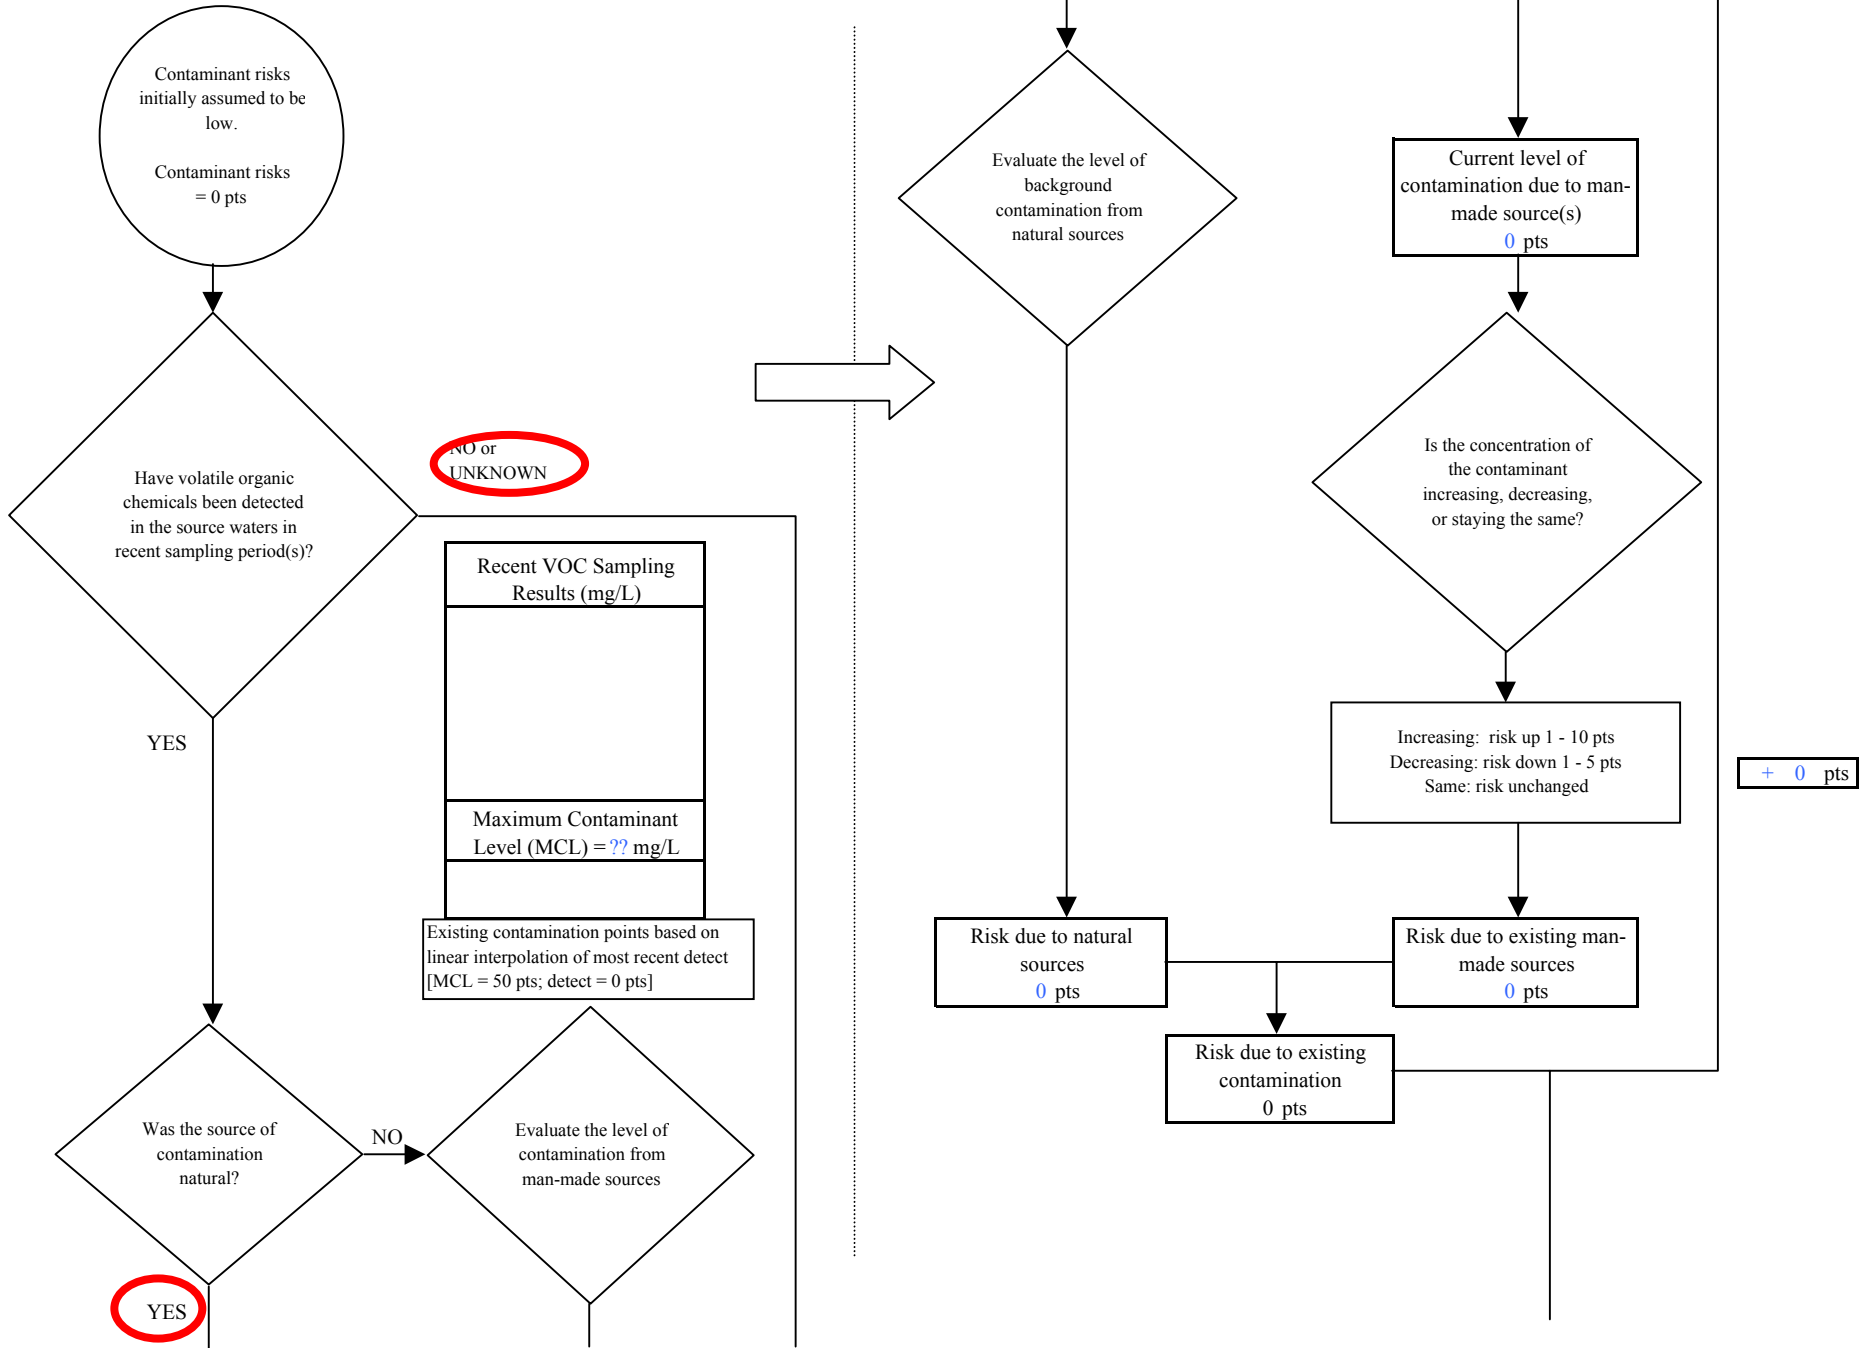 Contaminant risks
initially assumed to be
low.
Contaminant risks
= 0 pts
Have volatile organic
chemicals been detected
in the source waters in
recent sampling period(s)?
NO or
UNKNOWN
YES
Recent VOC Sampling
Results (mg/L)
Maximum Contaminant
Level (MCL) = ?? mg/L
Existing contamination points based on
linear interpolation of most recent detect
[MCL = 50 pts; detect = 0 pts]
Was the source of
contamination
natural?
NO
Evaluate the level of
contamination from
man-made sources
YES
Evaluate the level of
background
contamination from
natural sources
Current level of
contamination due to man-
made source(s)
0 pts
Is the concentration of
the contaminant
increasing, decreasing,
or staying the same?
Increasing: risk up 1 - 10 pts
Decreasing: risk down 1 - 5 pts
Same: risk unchanged
+ 0 pts
Risk due to natural
sources
0 pts
Risk due to existing man-
made sources
0 pts
Risk due to existing
contamination
0 pts